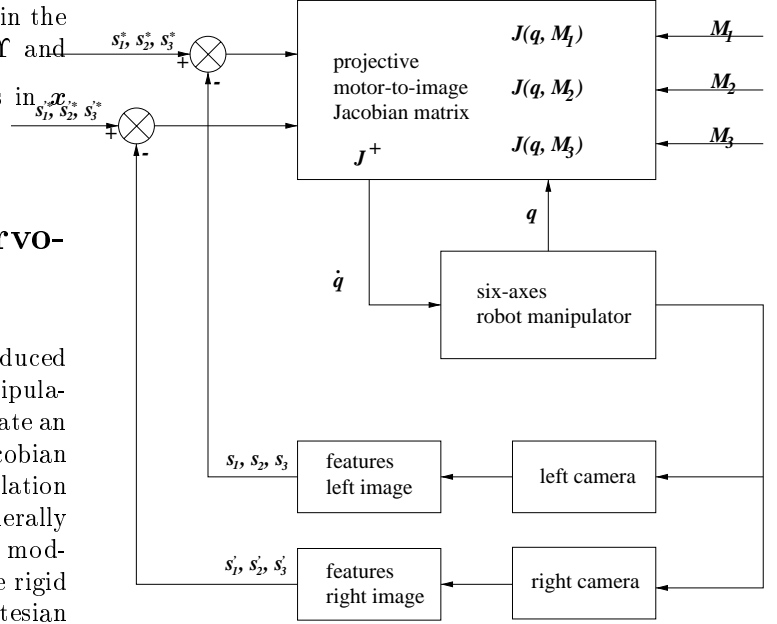 in the
ϒ and
s in x
rvo-
duced
ipula-
ate an
cobian
lation
nerally
mod-
e rigid
tesian
s₁*, s₂*, s₃*
+
-
s₁'*, s₂'*, s₃'*
+
-
projective
motor-to-image
Jacobian matrix
J⁺
J(q, M₁)
J(q, M₂)
J(q, M₃)
M₁
M₂
M₃
q
q̇
six-axes
robot manipulator
s₁, s₂, s₃
features
left image
left camera
s₁', s₂', s₃'
features
right image
right camera